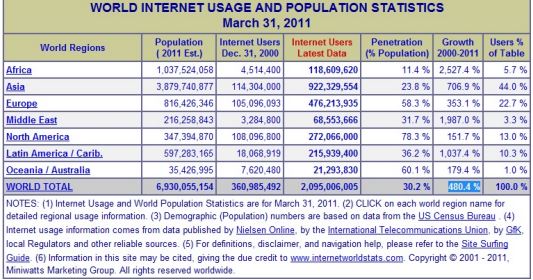 WORLD INTERNET USAGE AND POPULATION STATISTICS
March 31, 2011
World Regions Population ( 2011 Est.) Internet Users Dec. 31, 2000 Internet Users Latest Data Penetration (% Population) Growth 2000-2011 Users % of Table
Africa 1,037,524,058 4,514,400 118,609,620 11.4 % 2,527.4 % 5.7 %
Asia 3,879,740,877 114,304,000 922,329,554 23.8 % 706.9 % 44.0 %
Europe 816,426,346 105,096,093 476,213,935 58.3 % 353.1 % 22.7 %
Middle East 216,258,843 3,284,800 68,553,666 31.7 % 1,987.0 % 3.3 %
North America 347,394,870 108,096,800 272,066,000 78.3 % 151.7 % 13.0 %
Latin America / Carib. 597,283,165 18,068,919 215,939,400 36.2 % 1,037.4 % 10.3 %
Oceania / Australia 35,426,995 7,620,480 21,293,830 60.1 % 179.4 % 1.0 %
WORLD TOTAL 6,930,055,154 360,985,492 2,095,006,005 30.2 % 480.4 % 100.0 %
NOTES: (1) Internet Usage and World Population Statistics are for March 31, 2011. (2) CLICK on each world region name for
detailed regional usage information. (3) Demographic (Population) numbers are based on data from the US Census Bureau . (4)
Internet usage information comes from data published by Nielsen Online, by the International Telecommunications Union, by GfK,
local Regulators and other reliable sources. (5) For definitions, disclaimer, and navigation help, please refer to the Site Surfing
Guide. (6) Information in this site may be cited, giving the due credit to www.internetworldstats.com. Copyright © 2001 - 2011,
Miniwatts Marketing Group. All rights reserved worldwide.